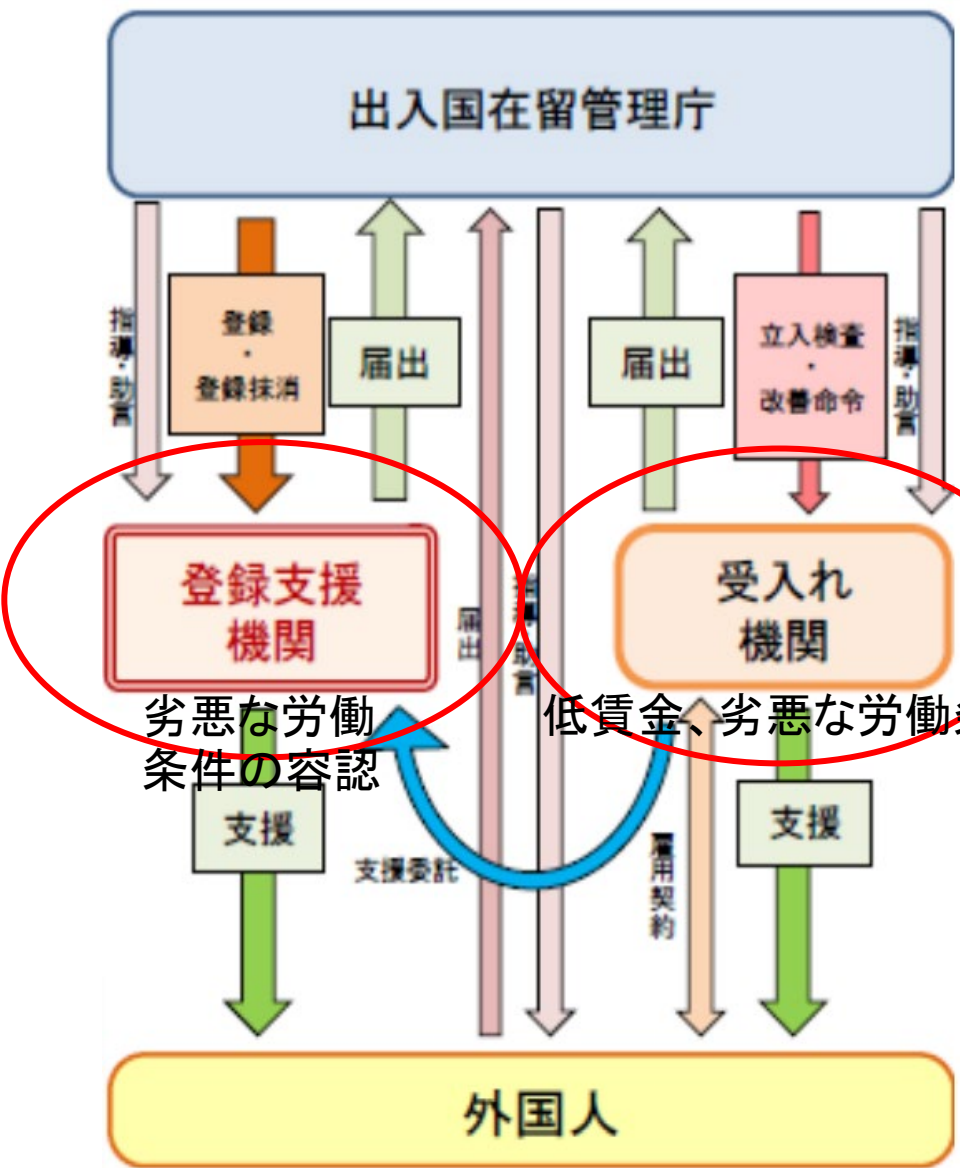 出入国在留管理庁
指導・助言
登録
・
登録抹消
届出
届出
立入検査
・
改善命令
指導・助言
登録支援
機関
届出
指導・助言
受入れ
機関
劣悪な労働
条件の容認
低賃金、劣悪な労働
支援
支援委託
雇用契約
支援
外国人